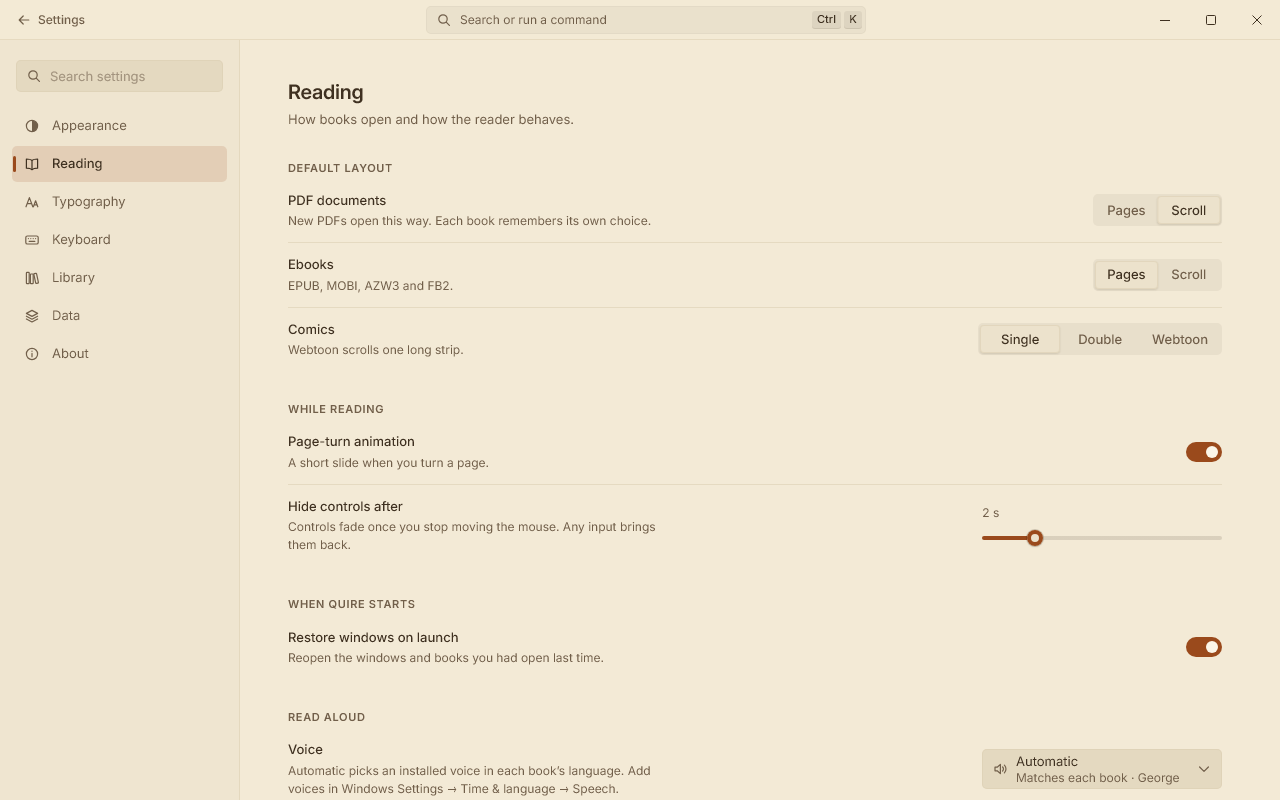 Settings
Search or run a command
Ctrl K
Search settings
Appearance
Reading
Typography
Keyboard
Library
Data
About
Reading
How books open and how the reader behaves.
DEFAULT LAYOUT
PDF documents
New PDFs open this way. Each book remembers its own choice.
Pages Scroll
Ebooks
EPUB, MOBI, AZW3 and FB2.
Pages Scroll
Comics
Webtoon scrolls one long strip.
Single Double Webtoon
WHILE READING
Page-turn animation
A short slide when you turn a page.
Hide controls after
Controls fade once you stop moving the mouse. Any input brings
them back.
2 s
WHEN QUIRE STARTS
Restore windows on launch
Reopen the windows and books you had open last time.
READ ALOUD
Voice
Automatic picks an installed voice in each book’s language. Add
voices in Windows Settings → Time & language → Speech.
Automatic
Matches each book · George